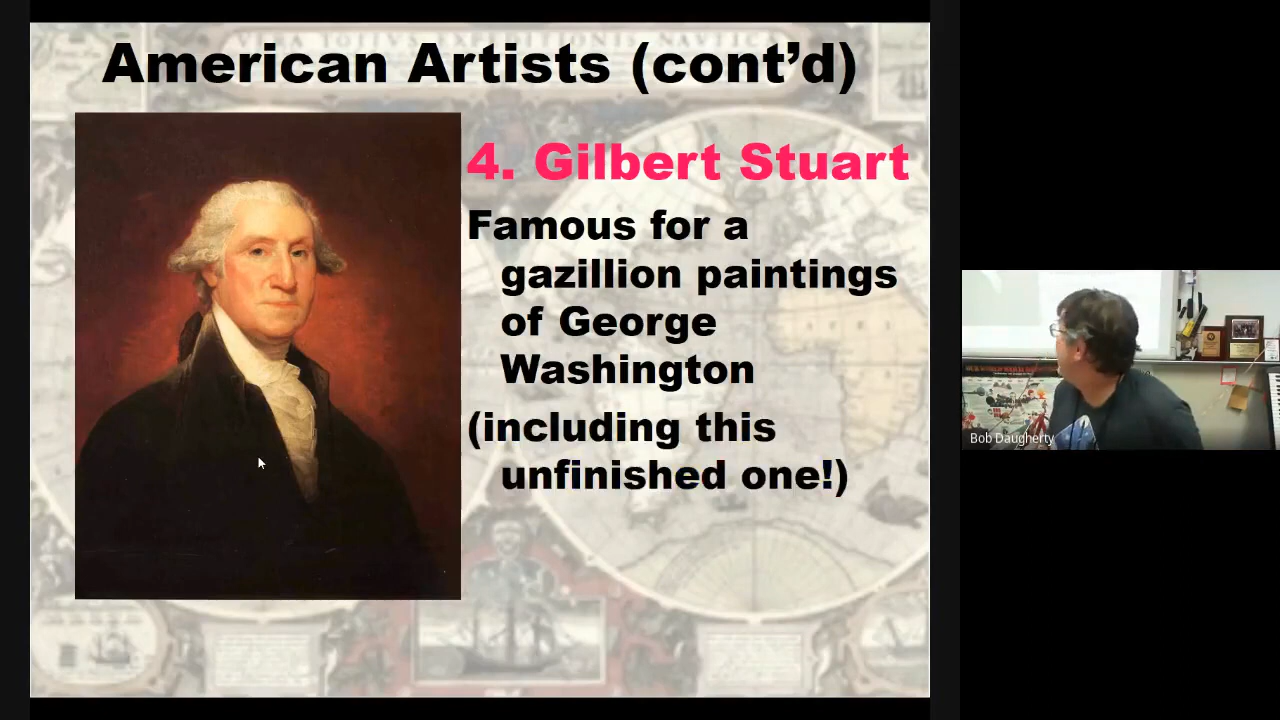 American Artists (cont’d)
4. Gilbert Stuart
Famous for a
gazillion paintings
of George
Washington
(including this
unfinished one!)
Bob Daugherty